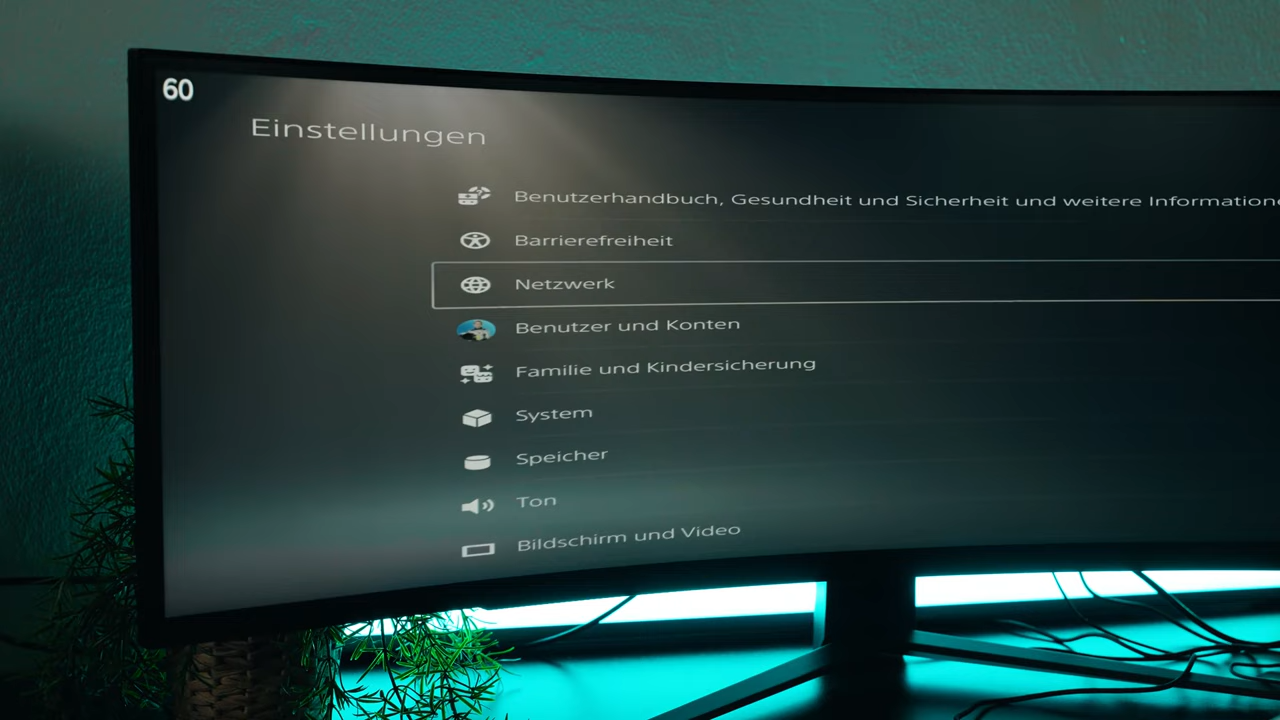 60
Einstellungen
Benutzerhandbuch, Gesundheit und Sicherheit und weitere
Barrierefreiheit
Netzwerk
Benutzer und Konten
Familie und Kindersicherung
System
Speicher
Ton
Bildschirm und Video